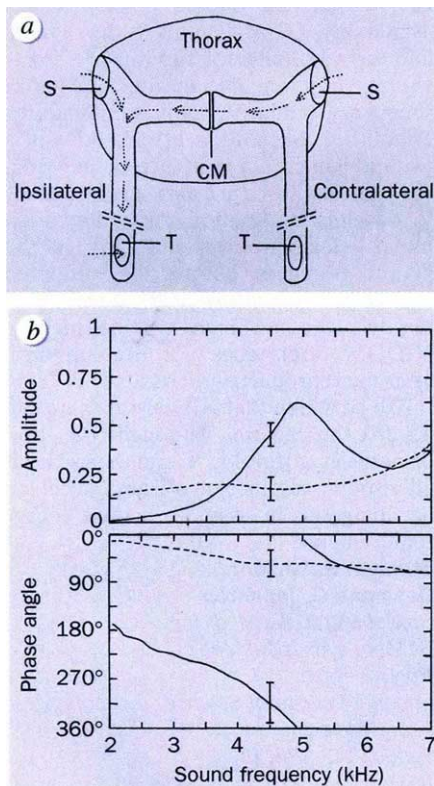 a
Thorax
S
S
CM
Ipsilateral
Contralateral
T
T
b
1
0.75
0.5
0.25
0
Amplitude
0°
90°
180°
270°
360°
Phase angle
2
3
4
5
6
7
Sound frequency (kHz)